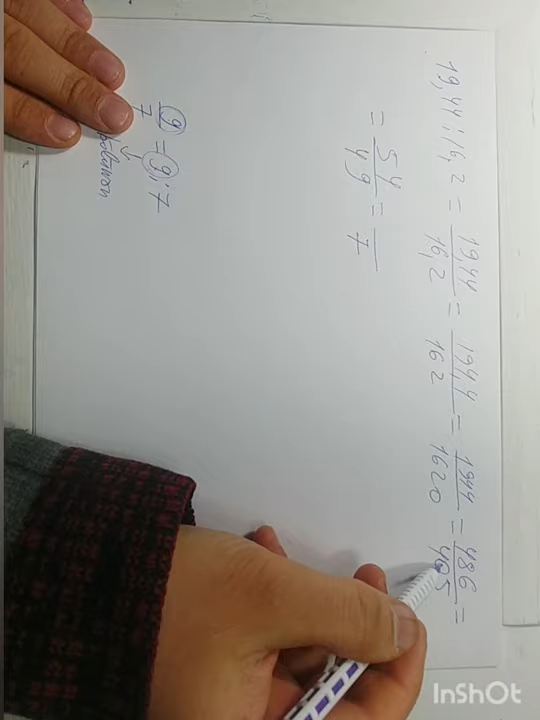 19,44 : 16,2 = 19,44/16,2 = 194,4/162 = 1944/1620 = 486/405 =
= 54/49 = /7
9/7 = 9 : 7
InShOt